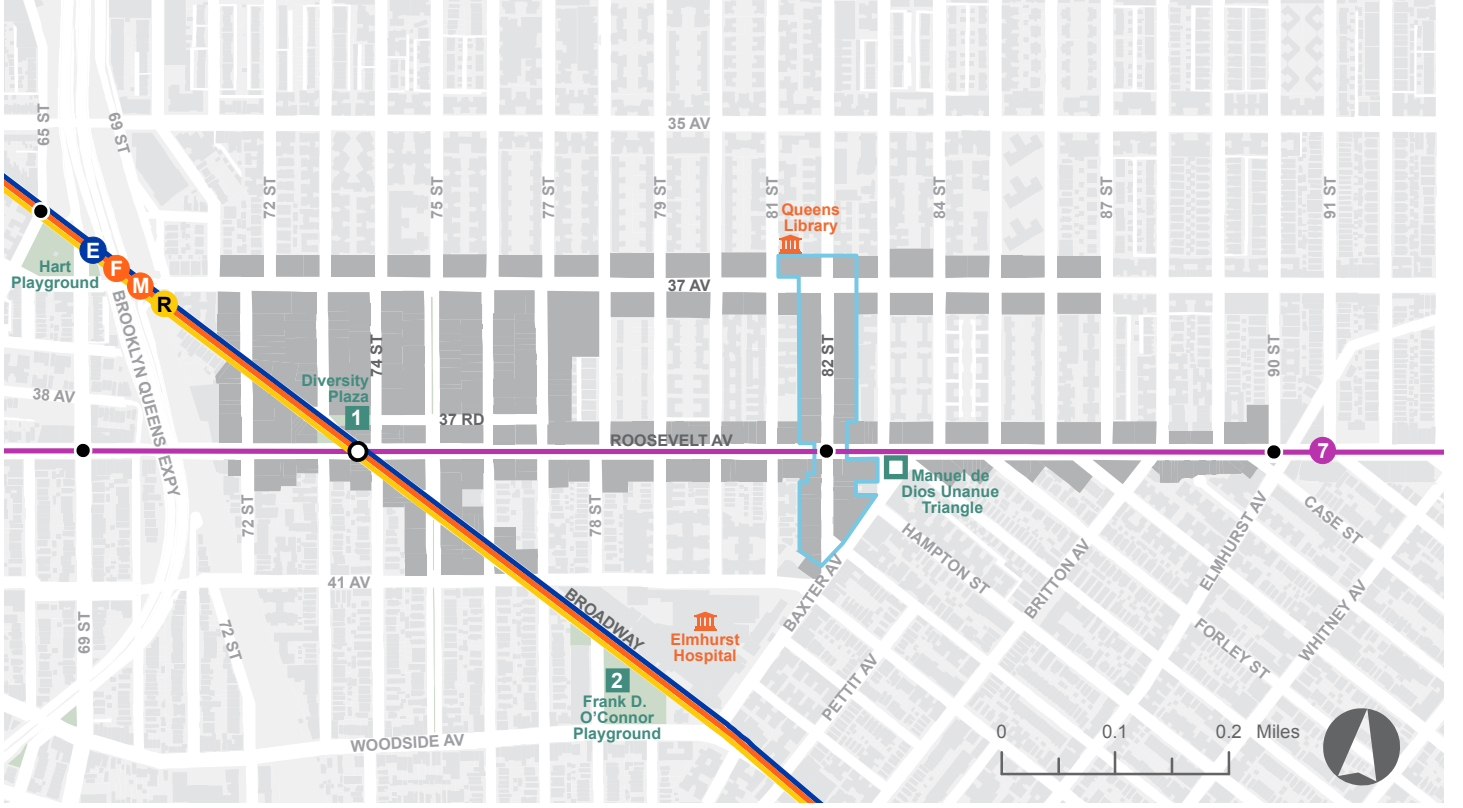 65 ST
69 ST
35 AV
72 ST
75 ST
77 ST
79 ST
81 ST
84 ST
87 ST
91 ST
Queens
Library
E
F
M
R
Hart
Playground
37 AV
BROOKLYN QUEENS EXPY
74 ST
82 ST
90 ST
38 AV
Diversity
Plaza
1
37 RD
ROOSEVELT AV
7
Manuel de
Dios Unanue
Triangle
72 ST
78 ST
CASE ST
HAMPTON ST
BRITTON AV
ELMHURST AV
41 AV
BROADWAY
BAXTER AV
69 ST
72 ST
Elmhurst
Hospital
FORLEY ST
WHITNEY AV
2
Frank D.
O'Connor
Playground
PETTIT AV
WOODSIDE AV
0 0.1 0.2 Miles